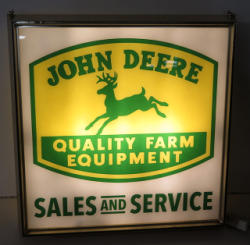 JOHN DEERE
QUALITY FARM
EQUIPMENT
SALES AND SERVICE